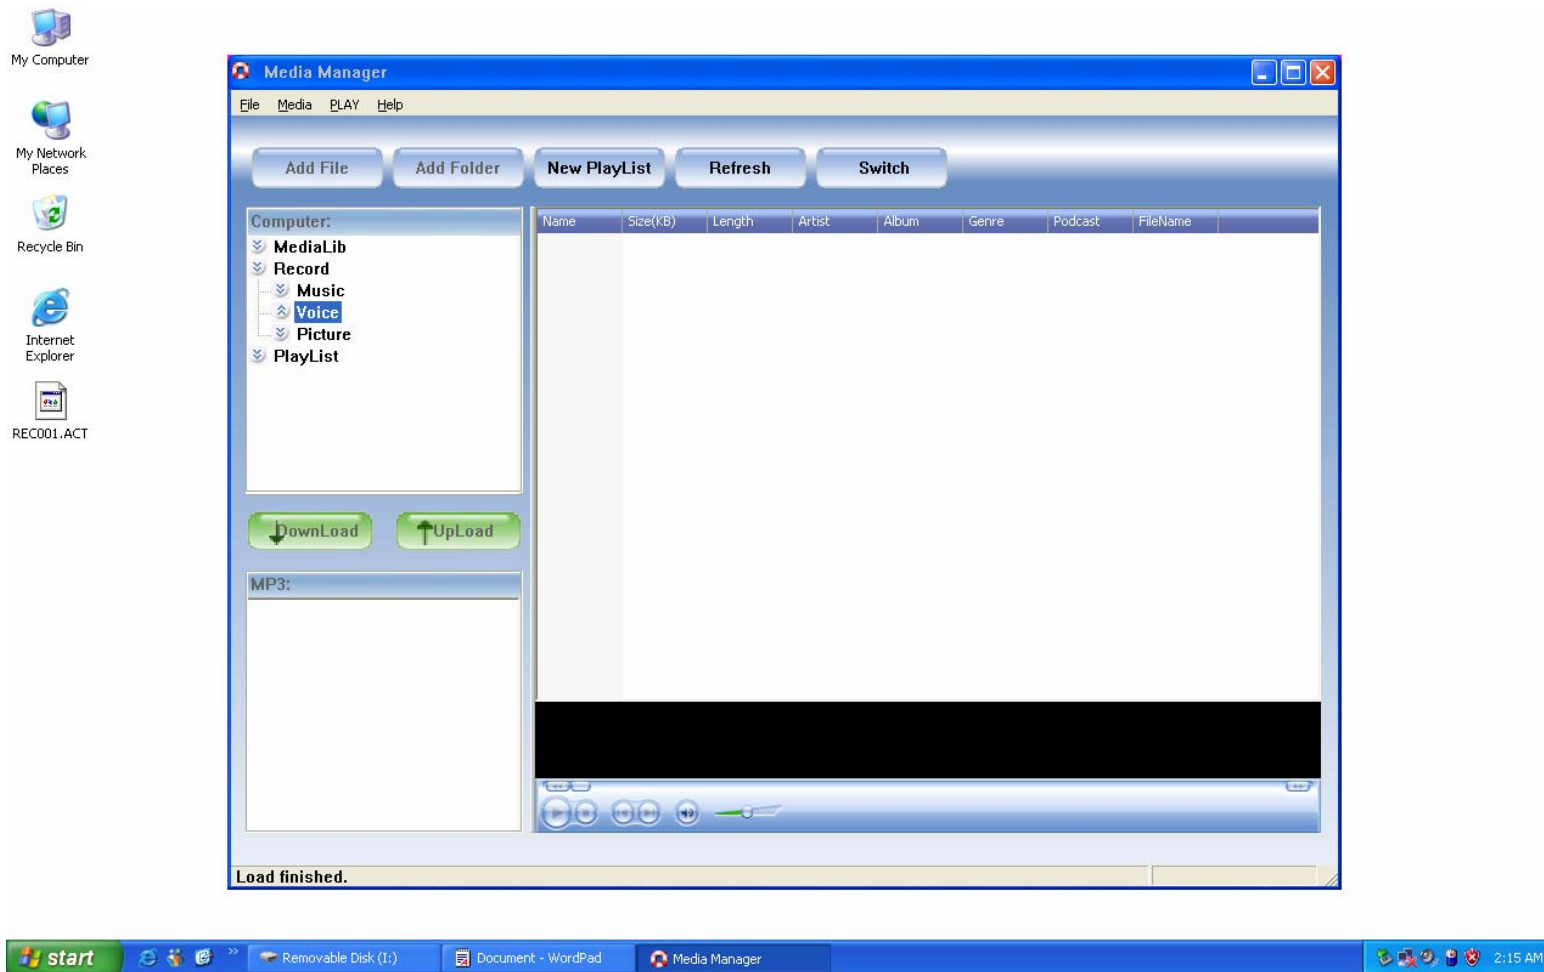 My Computer
My Network
Places
Recycle Bin
Internet
Explorer
REC001.ACT
Media Manager
File Media PLAY Help
Add File Add Folder New PlayList Refresh Switch
Computer:
MediaLib
Record
Music
Voice
Picture
PlayList
Name Size(KB) Length Artist Album Genre Podcast FileName
DownLoad UpLoad
MP3:
Load finished.
start Removable Disk (I:) Document - WordPad Media Manager 2:15 AM